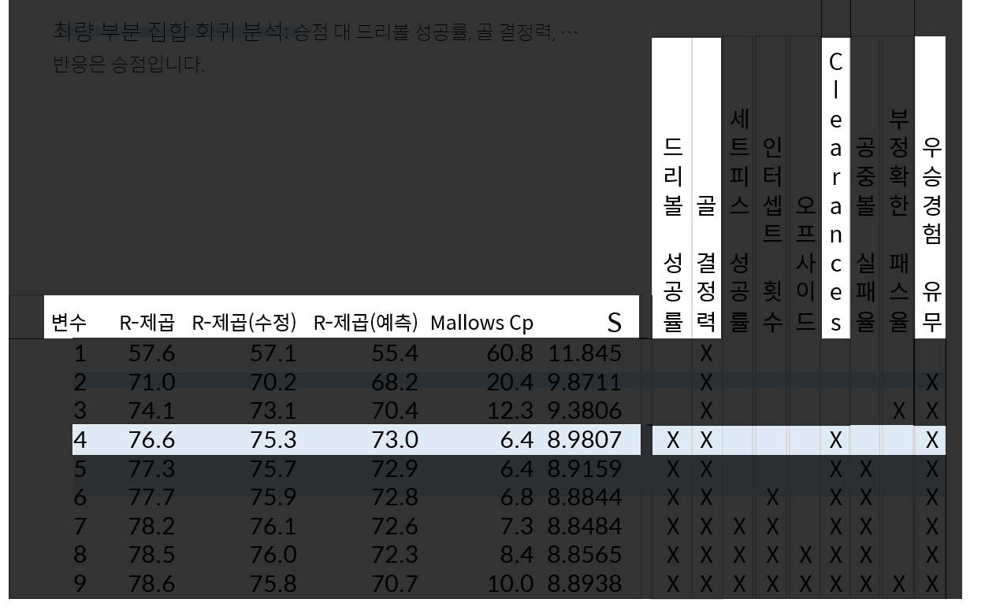 최량 부분 집합 회귀 분석: 승점 대 드리볼 성공률, 골 결정력, ⋯
반응은 승점입니다.
드리볼 성공률
골 결정력
세트피스 성공률
인터셉트 횟수
오프사이드
Clearances
공중볼 실패율
부정확한 패스율
우승경험 유무
변수 R-제곱 R-제곱(수정) R-제곱(예측) Mallows Cp S
1 57.6 57.1 55.4 60.8 11.845 X
2 71.0 70.2 68.2 20.4 9.8711 X X
3 74.1 73.1 70.4 12.3 9.3806 X X X
4 76.6 75.3 73.0 6.4 8.9807 X X X X
5 77.3 75.7 72.9 6.4 8.9159 X X X X X
6 77.7 75.9 72.8 6.8 8.8844 X X X X X X
7 78.2 76.1 72.6 7.3 8.8484 X X X X X X X
8 78.5 76.0 72.3 8.4 8.8565 X X X X X X X X
9 78.6 75.8 70.7 10.0 8.8938 X X X X X X X X X